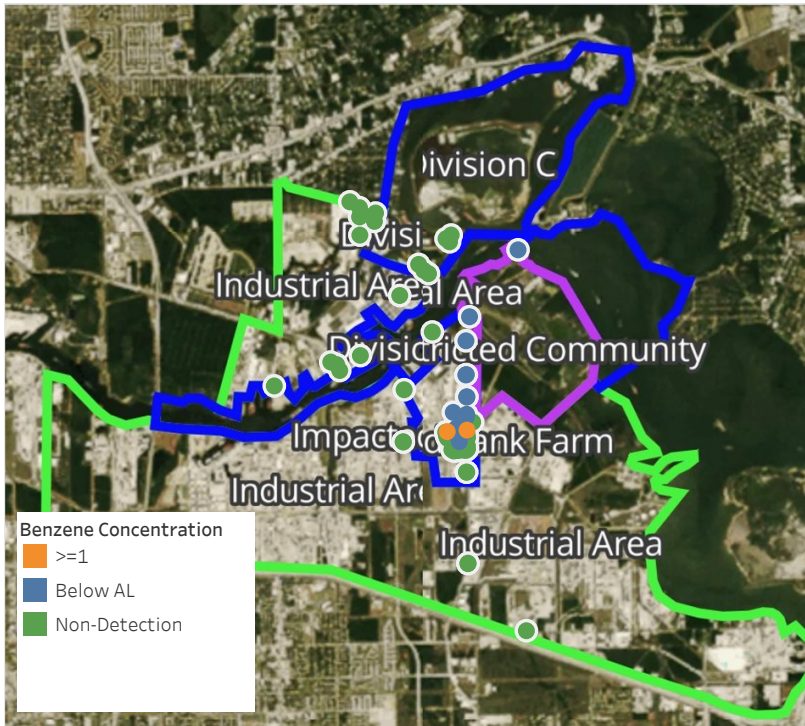 Division C
Divisi
Industrial Area
al Area
Community
Impact
Tank Farm
Industrial Ar
Industrial Area
Benzene Concentration
>=1
Below AL
Non-Detection